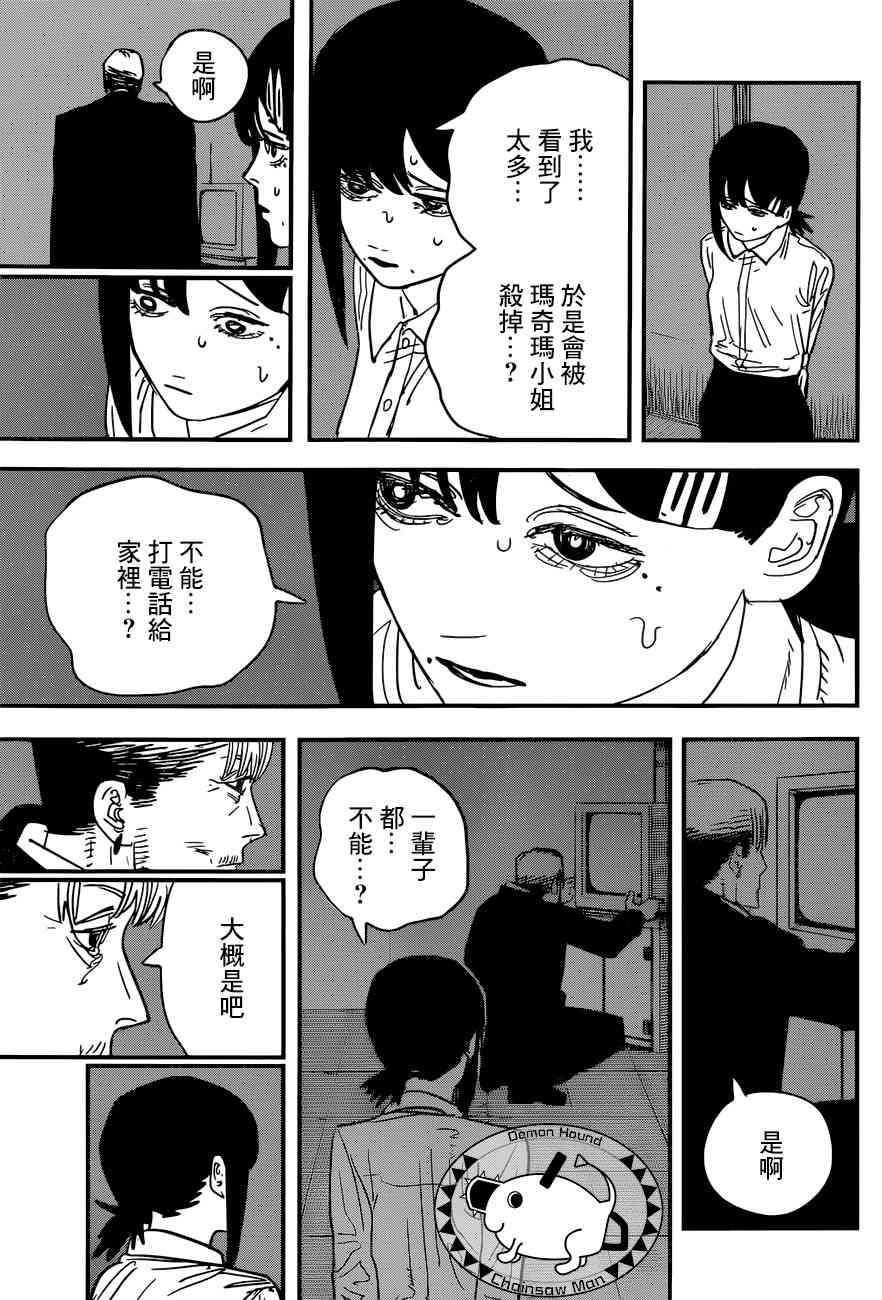 我……
看到了
太多…
於是會被
瑪奇瑪小姐
殺掉…?
是啊
不能…
打電話給
家裡…?
是啊
一輩子
都…
不能…?
大概是吧
Demon Hound
Chainsaw Man